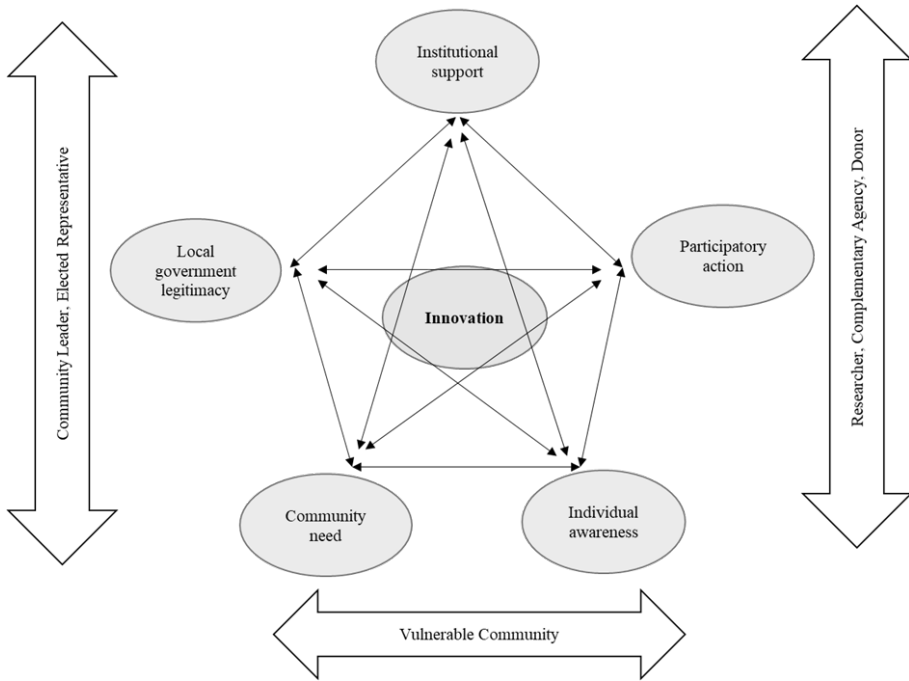 Institutional
support
Community Leader, Elected Representative
Researcher, Complementary Agency, Donor
Local
government
legitimacy
Participatory
action
Innovation
Community
need
Individual
awareness
Vulnerable Community